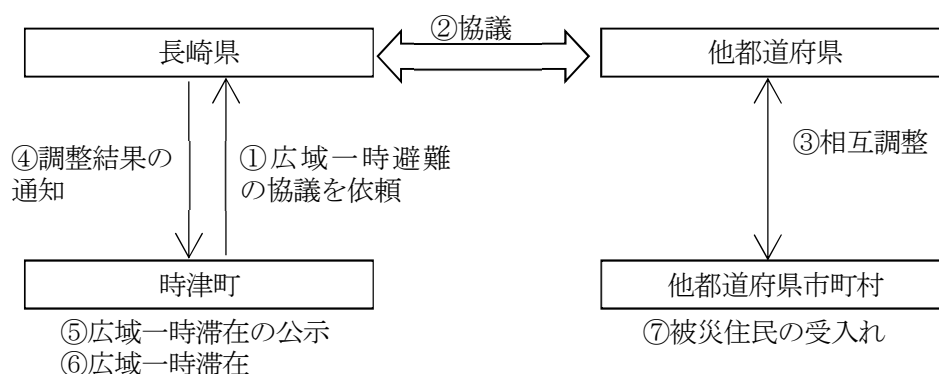 ②協議
長崎県
他都道府県
④調整結果の
通知
①広域一時避難
の協議を依頼
③相互調整
時津町
他都道府県市町村
⑤広域一時滞在の公示
⑥広域一時滞在
⑦被災住民の受入れ